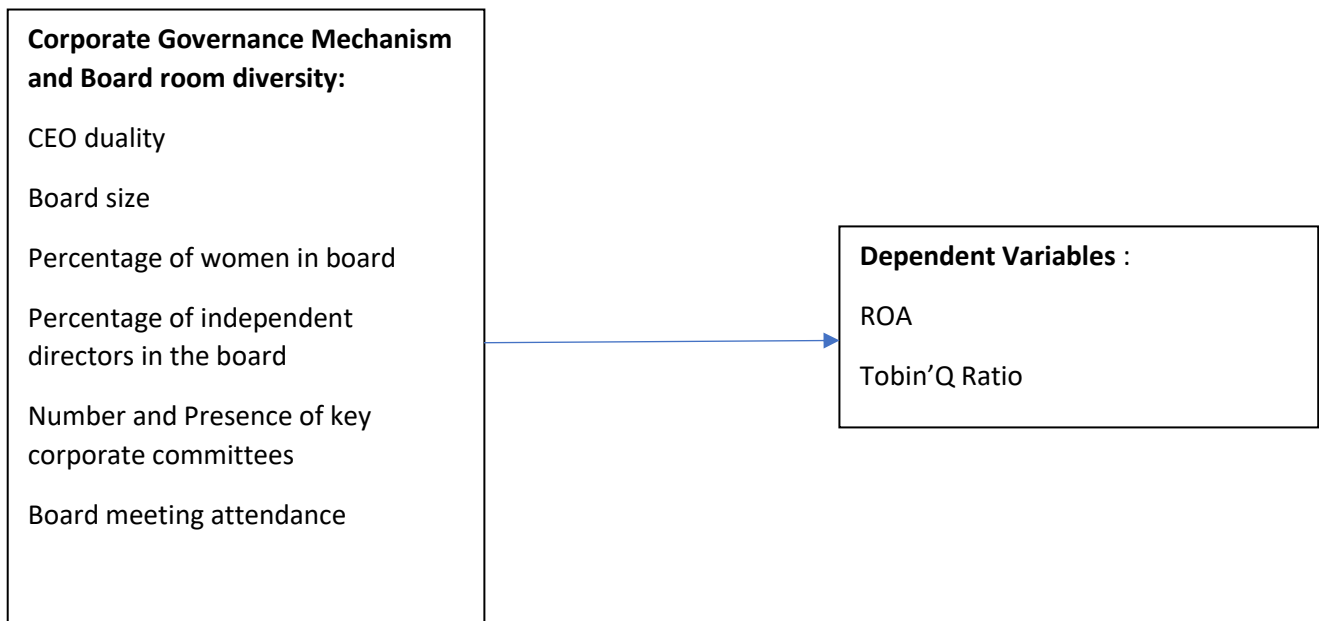 Corporate Governance Mechanism
and Board room diversity:
CEO duality
Board size
Percentage of women in board
Percentage of independent
directors in the board
Number and Presence of key
corporate committees
Board meeting attendance
Dependent Variables :
ROA
Tobin’Q Ratio